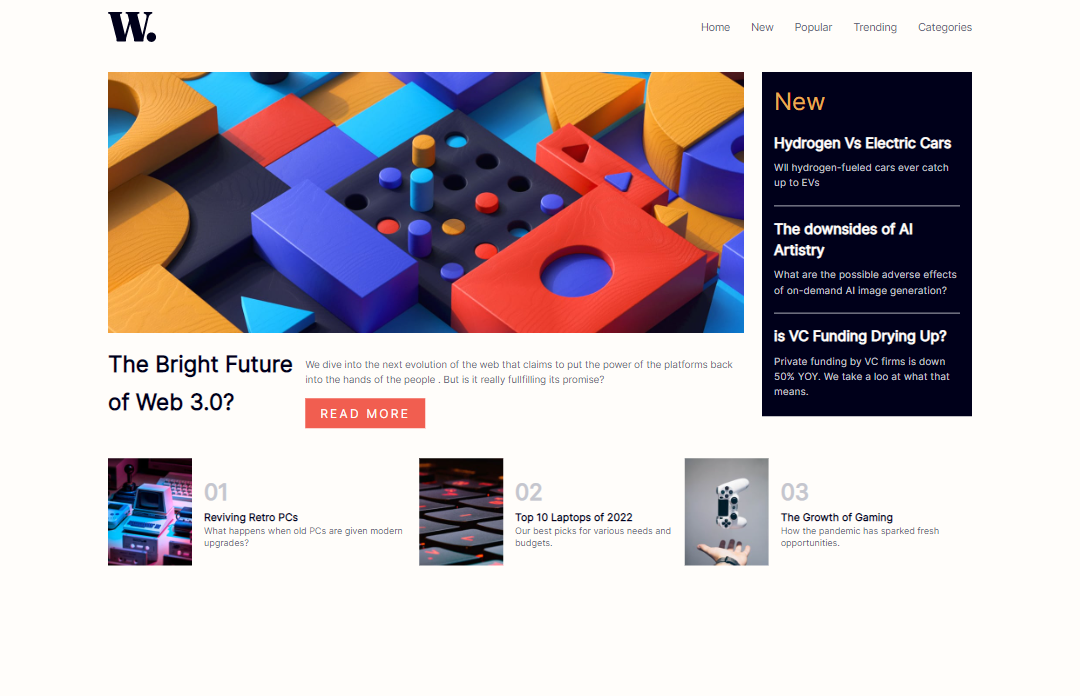 W.
Home New Popular Trending Categories
New
Hydrogen Vs Electric Cars
Wll hydrogen-fueled cars ever catch
up to EVs
The downsides of AI
Artistry
What are the possible adverse effects
of on-demand AI image generation?
is VC Funding Drying Up?
Private funding by VC firms is down
50% YOY. We take a loo at what that
means.
The Bright Future
of Web 3.0?
We dive into the next evolution of the web that claims to put the power of the platforms back
into the hands of the people . But is it really fullfilling its promise?
READ MORE
01
Reviving Retro PCs
What happens when old PCs are given modern
upgrades?
02
Top 10 Laptops of 2022
Our best picks for various needs and
budgets.
03
The Growth of Gaming
How the pandemic has sparked fresh
opportunities.